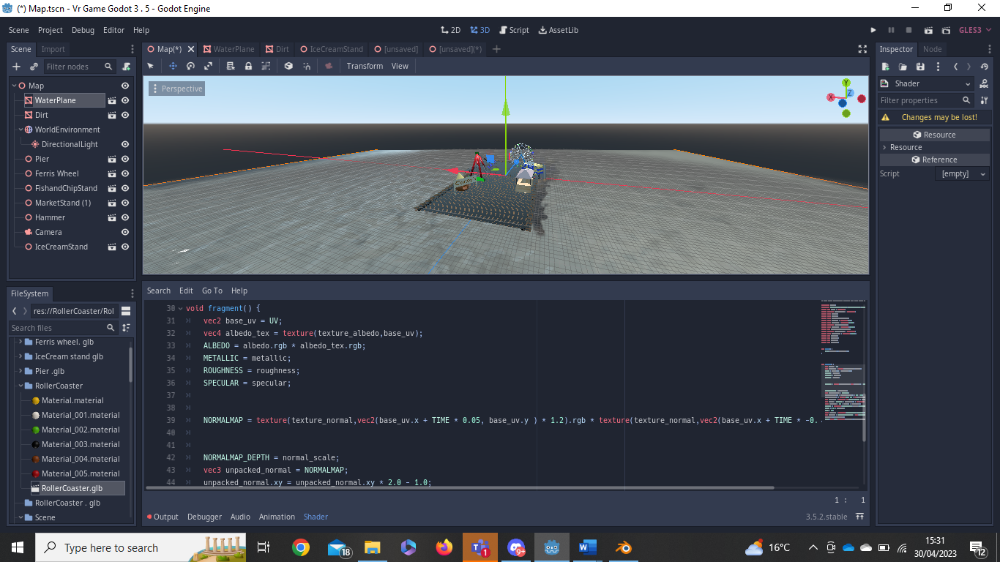 (*) Map.tscn - Vr Game Godot 3 . 5 - Godot Engine
Scene Project Debug Editor Help
2D 3D Script AssetLib
GLES3
Scene Import
Map(*) WaterPlane Dirt IceCreamStand [unsaved] [unsaved](*)
Inspector Node
Filter nodes
Transform View
Map
WaterPlane
Dirt
WorldEnvironment
DirectionalLight
Pier
Ferris Wheel
FishandChipStand
MarketStand (1)
Hammer
Camera
IceCreamStand
Perspective
Y
X
Z
Shader
Filter properties
Changes may be lost!
Resource
Resource
Reference
Script [empty]
FileSystem
res://RollerCoaster/Rol
Search files
Ferris wheel. glb
IceCream stand glb
Pier .glb
RollerCoaster
Material.material
Material_001.material
Material_002.material
Material_003.material
Material_004.material
Material_005.material
RollerCoaster.glb
RollerCoaster . glb
Scene
Search Edit Go To Help
30 void fragment() {
31 vec2 base_uv = UV;
32 vec4 albedo_tex = texture(texture_albedo,base_uv);
33 ALBEDO = albedo.rgb * albedo_tex.rgb;
34 METALLIC = metallic;
35 ROUGHNESS = roughness;
36 SPECULAR = specular;
37
38
39 NORMALMAP = texture(texture_normal,vec2(base_uv.x + TIME * 0.05, base_uv.y ) * 1.2).rgb * texture(texture_normal,vec2(base_uv.x + TIME * -0.
40
41
42 NORMALMAP_DEPTH = normal_scale;
43 vec3 unpacked_normal = NORMALMAP;
44 unpacked_normal.xy = unpacked_normal.xy * 2.0 - 1.0;
1 : 1
Output Debugger Audio Animation Shader
3.5.2.stable
Type here to search
18
1
9+
16°C
15:31
30/04/2023
12